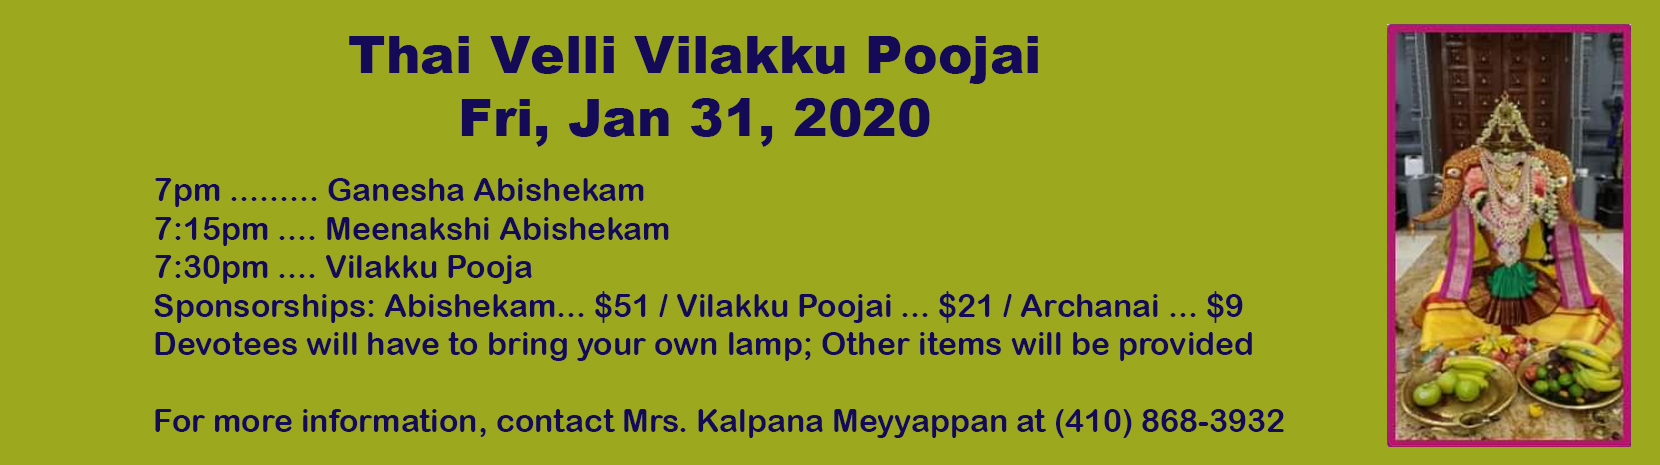 Thai Velli Vilakku Poojai
Fri, Jan 31, 2020
7pm ......... Ganesha Abishekam
7:15pm .... Meenakshi Abishekam
7:30pm .... Vilakku Pooja
Sponsorships: Abishekam... $51 / Vilakku Poojai ... $21 / Archanai ... $9
Devotees will have to bring your own lamp; Other items will be provided
For more information, contact Mrs. Kalpana Meyyappan at (410) 868-3932